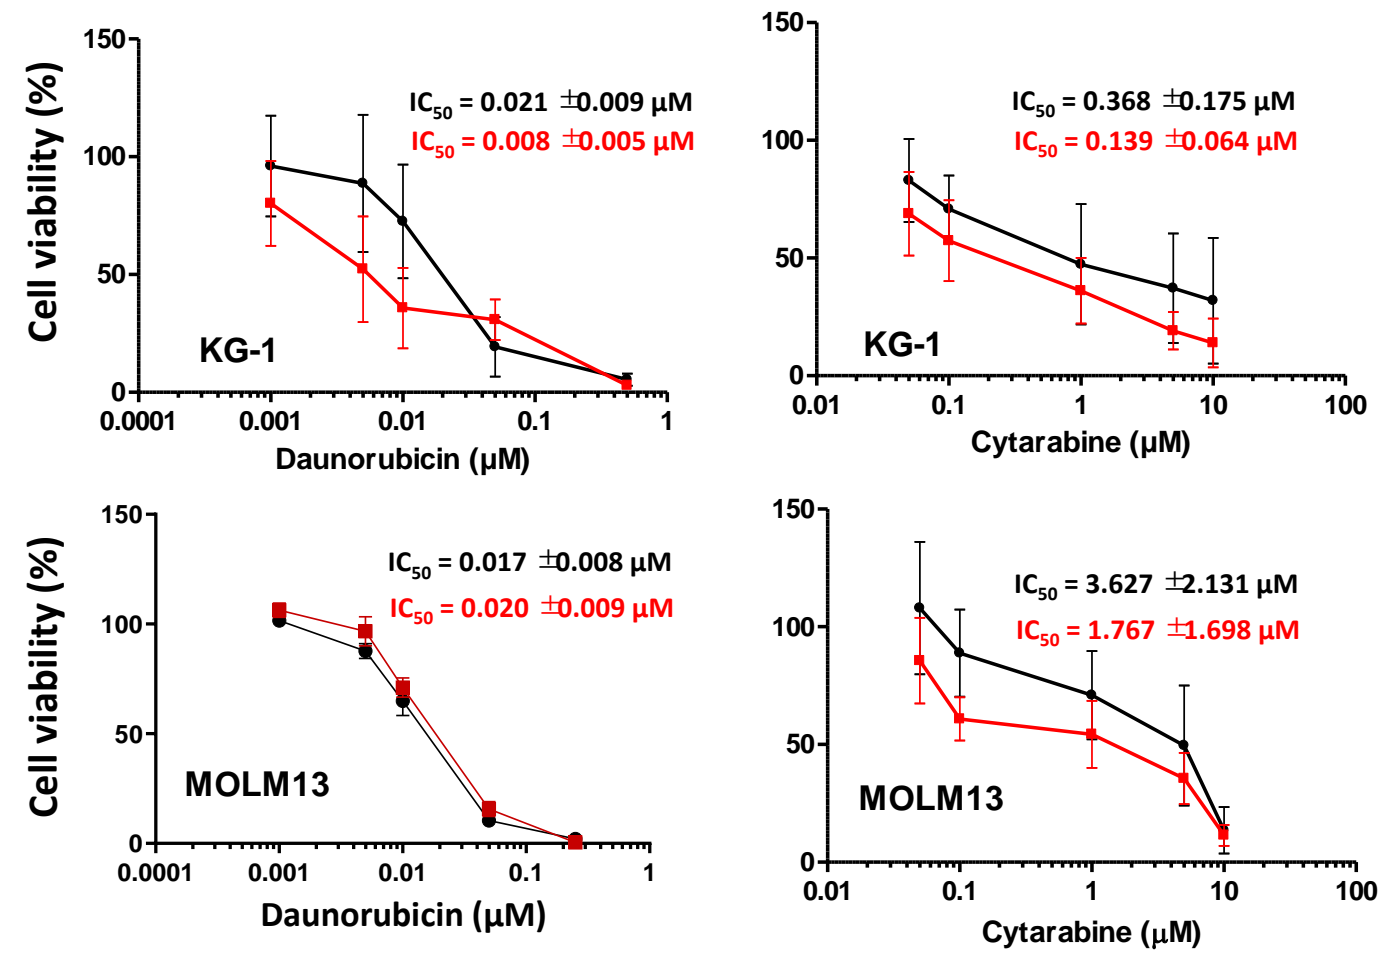 150
100
50
0
Cell viability (%)
IC50 = 0.021 ±0.009 µM
IC50 = 0.008 ±0.005 µM
KG-1
0.0001 0.001 0.01 0.1 1
Daunorubicin (µM)
150
100
50
0
IC50 = 0.368 ±0.175 µM
IC50 = 0.139 ±0.064 µM
KG-1
0.01 0.1 1 10 100
Cytarabine (µM)
150
100
50
0
Cell viability (%)
IC50 = 0.017 ±0.008 µM
IC50 = 0.020 ±0.009 µM
MOLM13
0.0001 0.001 0.01 0.1 1
Daunorubicin (µM)
150
100
50
0
IC50 = 3.627 ±2.131 µM
IC50 = 1.767 ±1.698 µM
MOLM13
0.01 0.1 1 10 100
Cytarabine (µM)